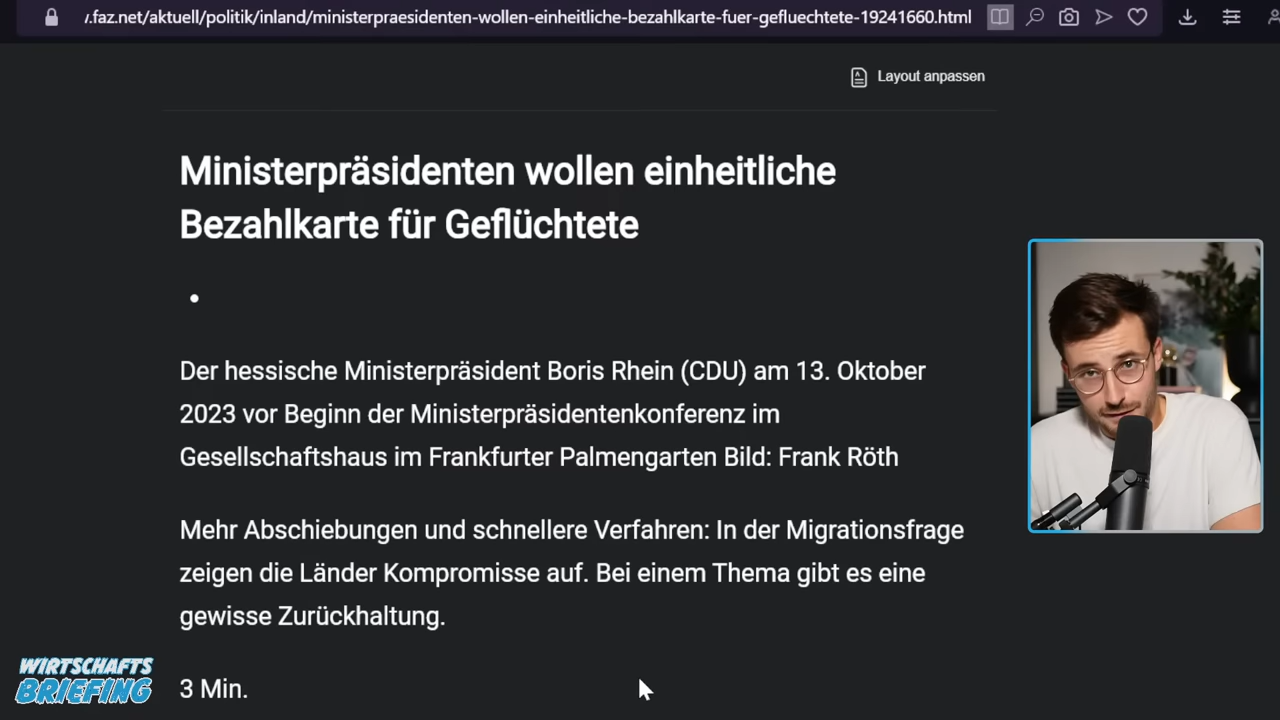 .faz.net/aktuell/politik/inland/ministerpraesidenten-wollen-einheitliche-bezahlkarte-fuer-gefluechtete-19241660.html
Layout anpassen
Ministerpräsidenten wollen einheitliche
Bezahlkarte für Geflüchtete
Der hessische Ministerpräsident Boris Rhein (CDU) am 13. Oktober
2023 vor Beginn der Ministerpräsidentenkonferenz im
Gesellschaftshaus im Frankfurter Palmengarten Bild: Frank Röth
Mehr Abschiebungen und schnellere Verfahren: In der Migrationsfrage
zeigen die Länder Kompromisse auf. Bei einem Thema gibt es eine
gewisse Zurückhaltung.
3 Min.
WIRTSCHAFTS
BRIEFING